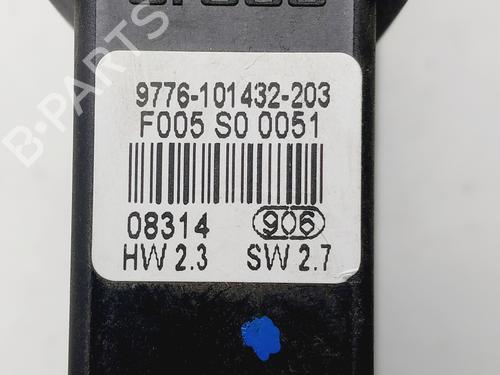 9776-101432-203
F005 S0 0051
08314 906
HW 2.3 SW 2.7
B-PARTS